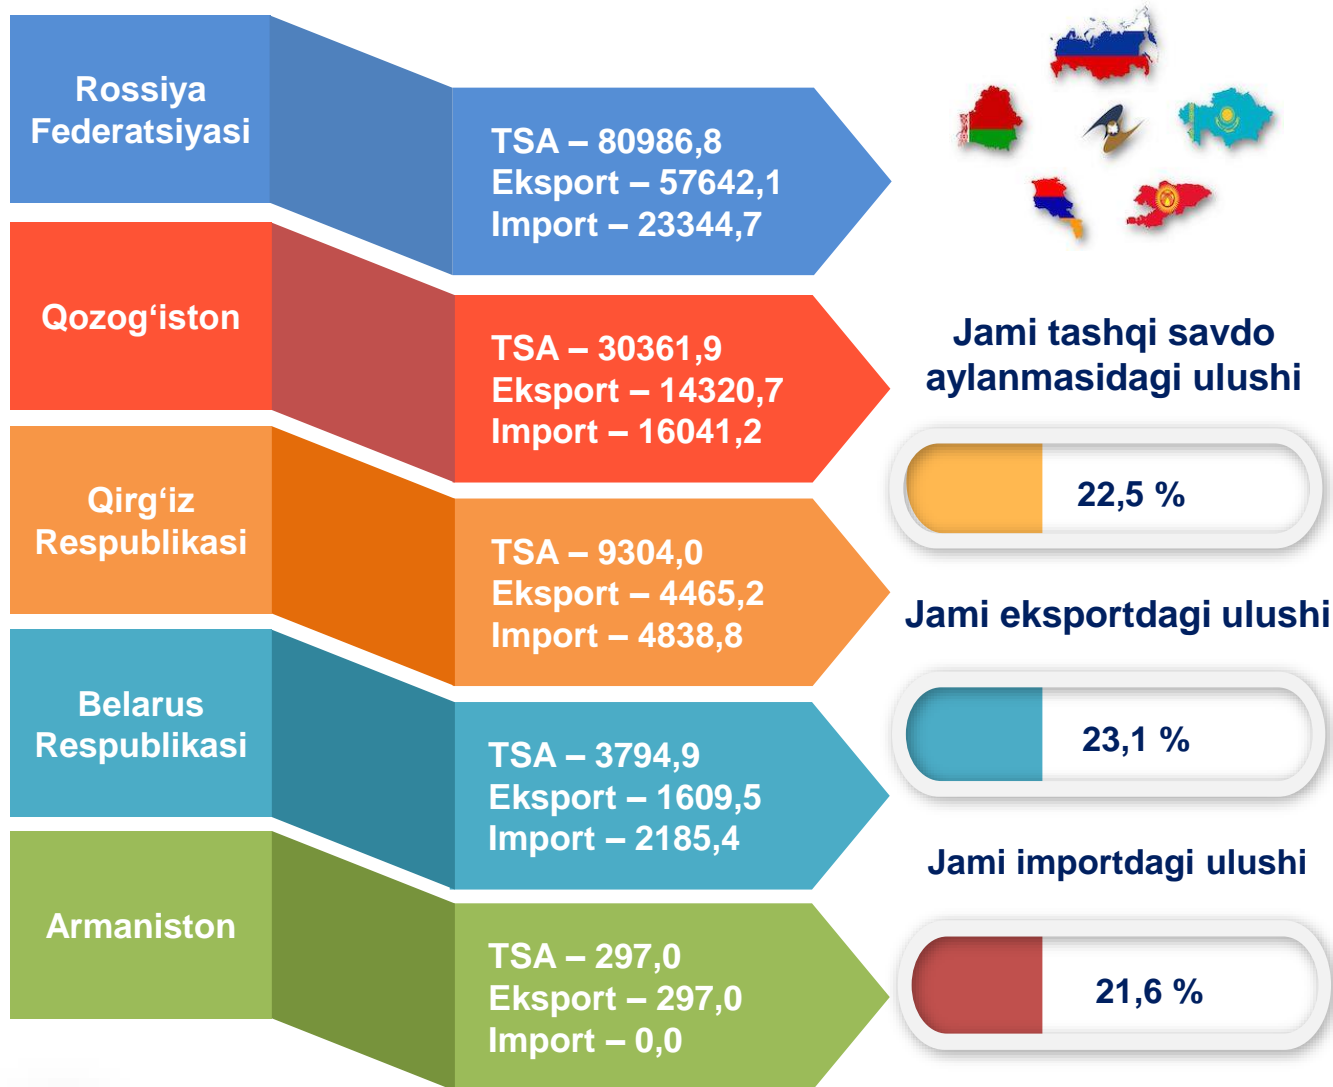 Rossiya
Federatsiyasi
TSA – 80986,8
Eksport – 57642,1
Import – 23344,7
Qozog‘iston
TSA – 30361,9
Eksport – 14320,7
Import – 16041,2
Qirg‘iz
Respublikasi
TSA – 9304,0
Eksport – 4465,2
Import – 4838,8
Belarus
Respublikasi
TSA – 3794,9
Eksport – 1609,5
Import – 2185,4
Armaniston
TSA – 297,0
Eksport – 297,0
Import – 0,0
Jami tashqi savdo
aylanmasidagi ulushi
22,5 %
Jami eksportdagi ulushi
23,1 %
Jami importdagi ulushi
21,6 %